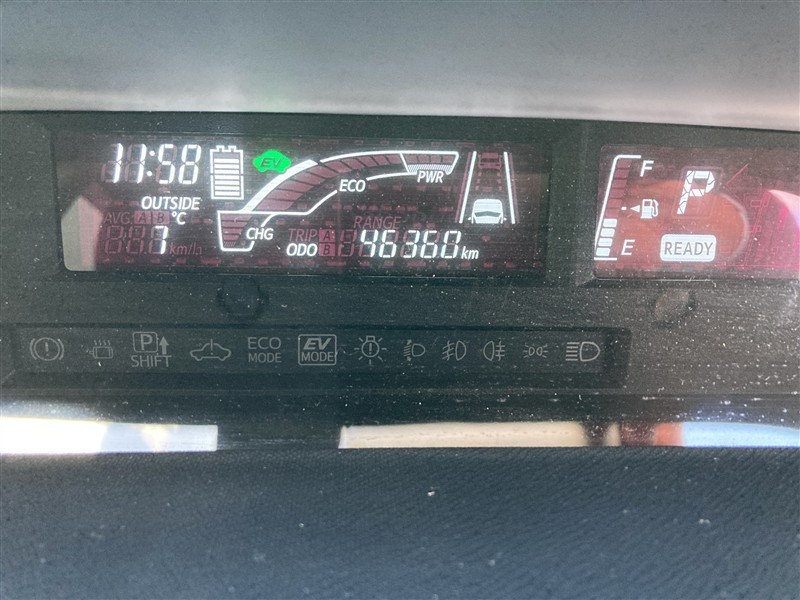 11:58
EV
F
ECO
PWR
P
OUTSIDE
AVG A B °C
RANGE
CHG
TRIP A
7 km/h
ODO B 46360 km
E
READY
P
SHIFT
ECO
MODE
EV
MODE